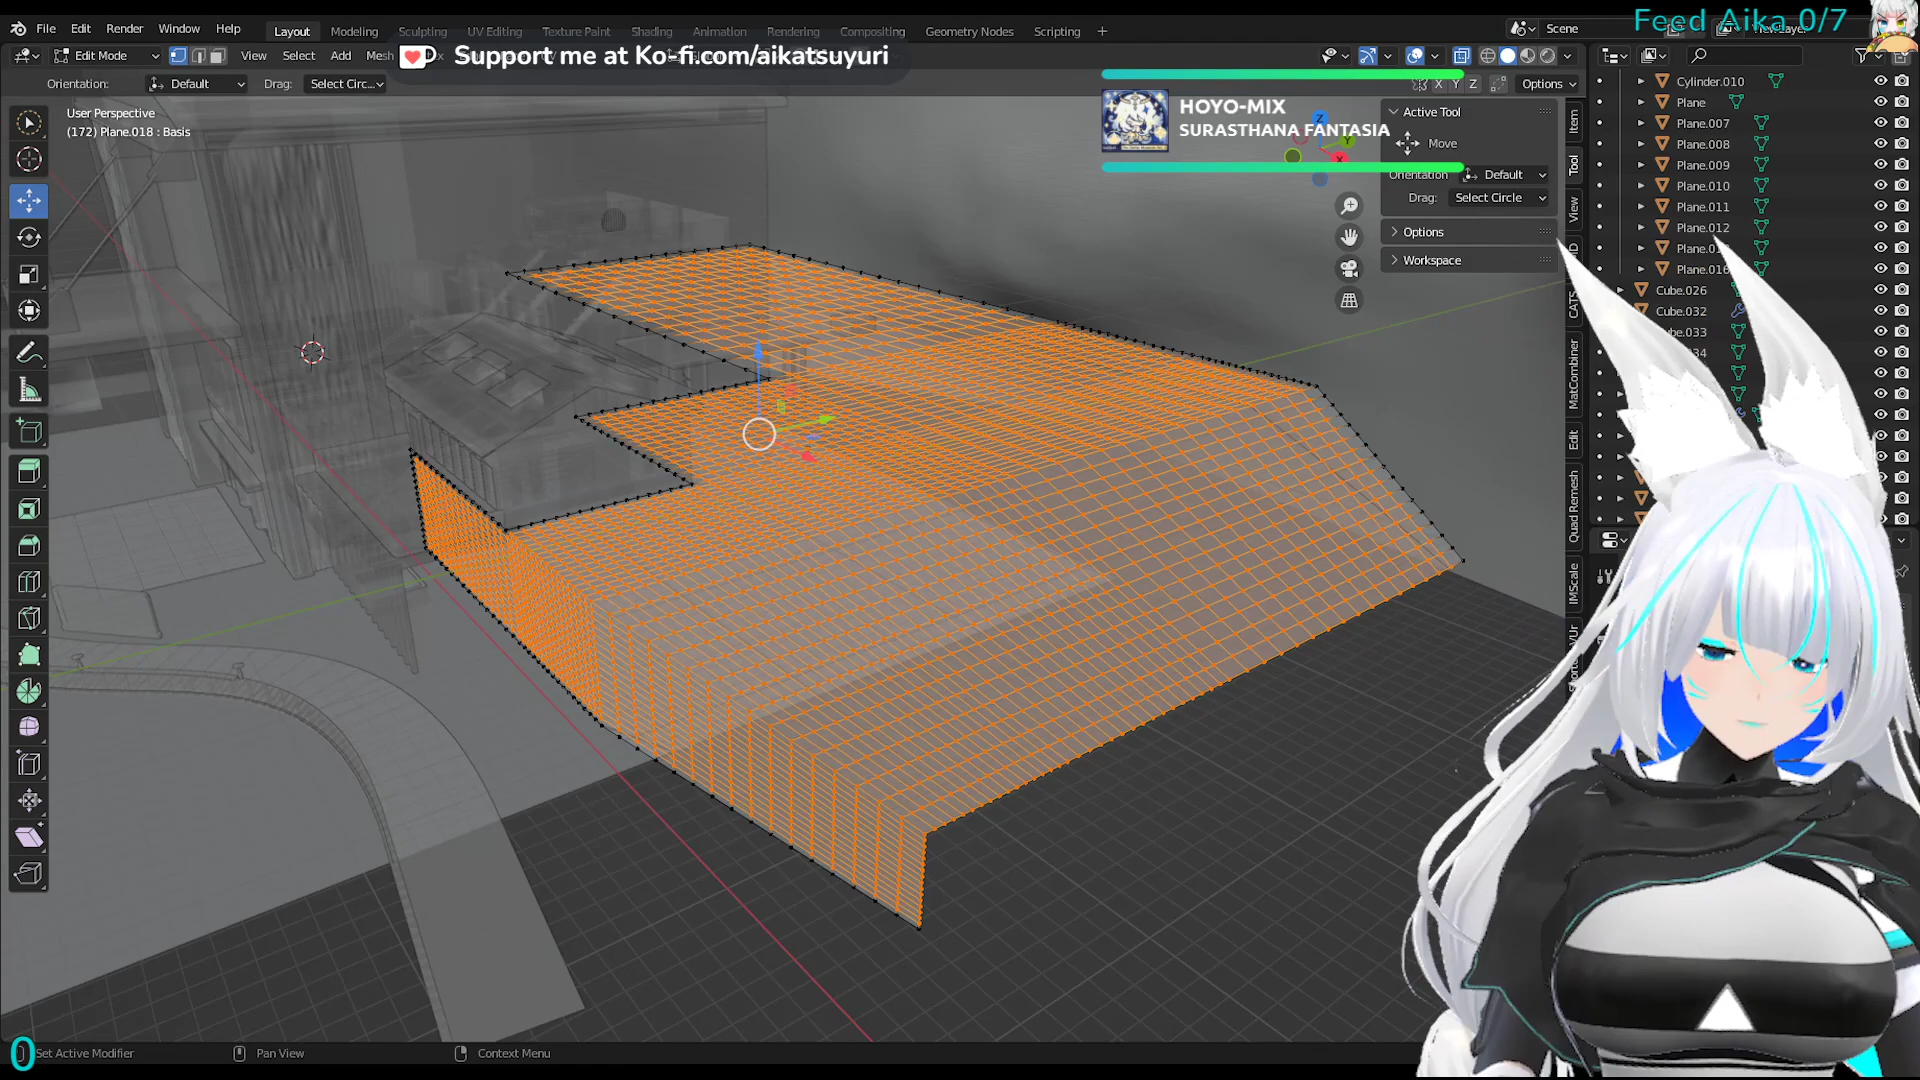 File Edit Render Window Help Layout Modeling Sculpting UV Editing Texture Paint Shading Animation Rendering Compositing Geometry Nodes Scripting + Scene
Feed Aika 0/7
Edit Mode View Select Add Mesh
Support me at Ko-fi.com/aikatsuyuri
Orientation: Default Drag: Select Circ... X Y Z Options
User Perspective
(172) Plane.018 : Basis
HOYO-MIX
SURASTHANA FANTASIA
Z
Y
X
Active Tool
Move
Orientation Default
Drag: Select Circle
Options
Workspace
Item
Tool
View
CATS
MatCombiner
Edit
Quad Remesh
IMScale
Cylinder.010
Plane
Plane.007
Plane.008
Plane.009
Plane.010
Plane.011
Plane.012
Plane.016
Cube.026
Cube.032
0 Set Active Modifier Pan View Context Menu